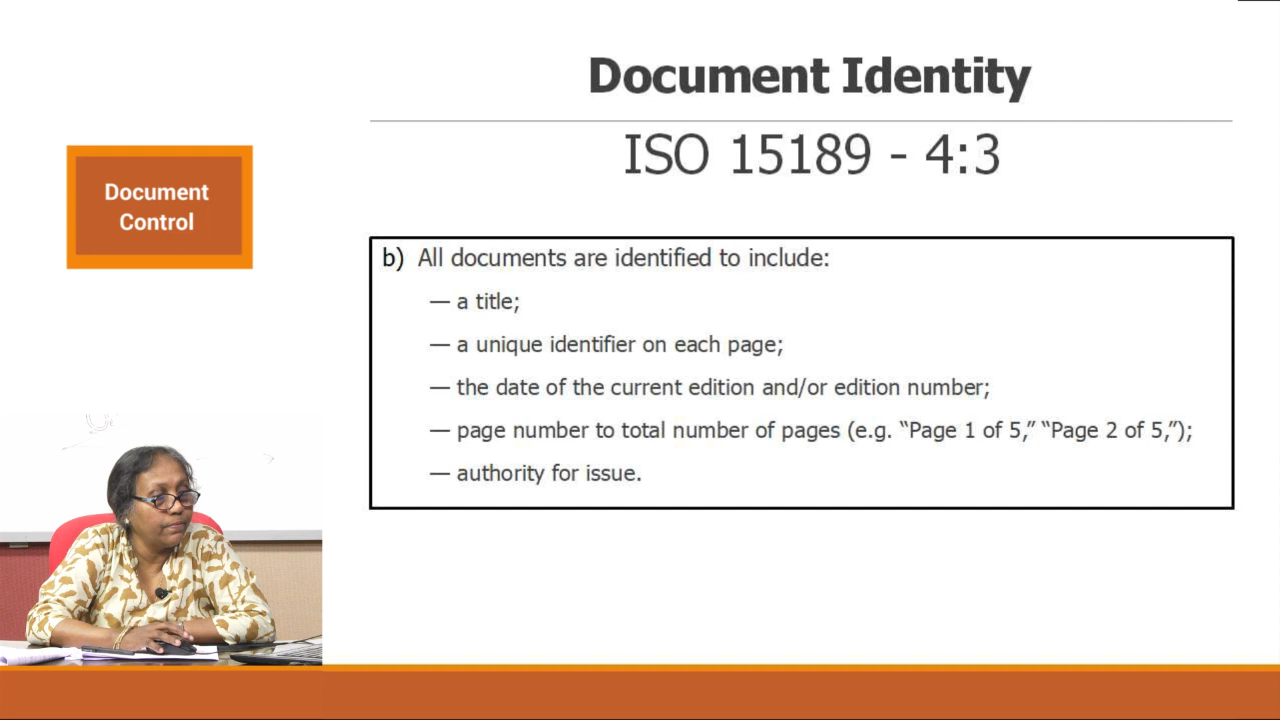 Document Identity
ISO 15189 - 4:3
Document
Control
b) All documents are identified to include:
— a title;
— a unique identifier on each page;
— the date of the current edition and/or edition number;
— page number to total number of pages (e.g. “Page 1 of 5,” “Page 2 of 5,”);
— authority for issue.